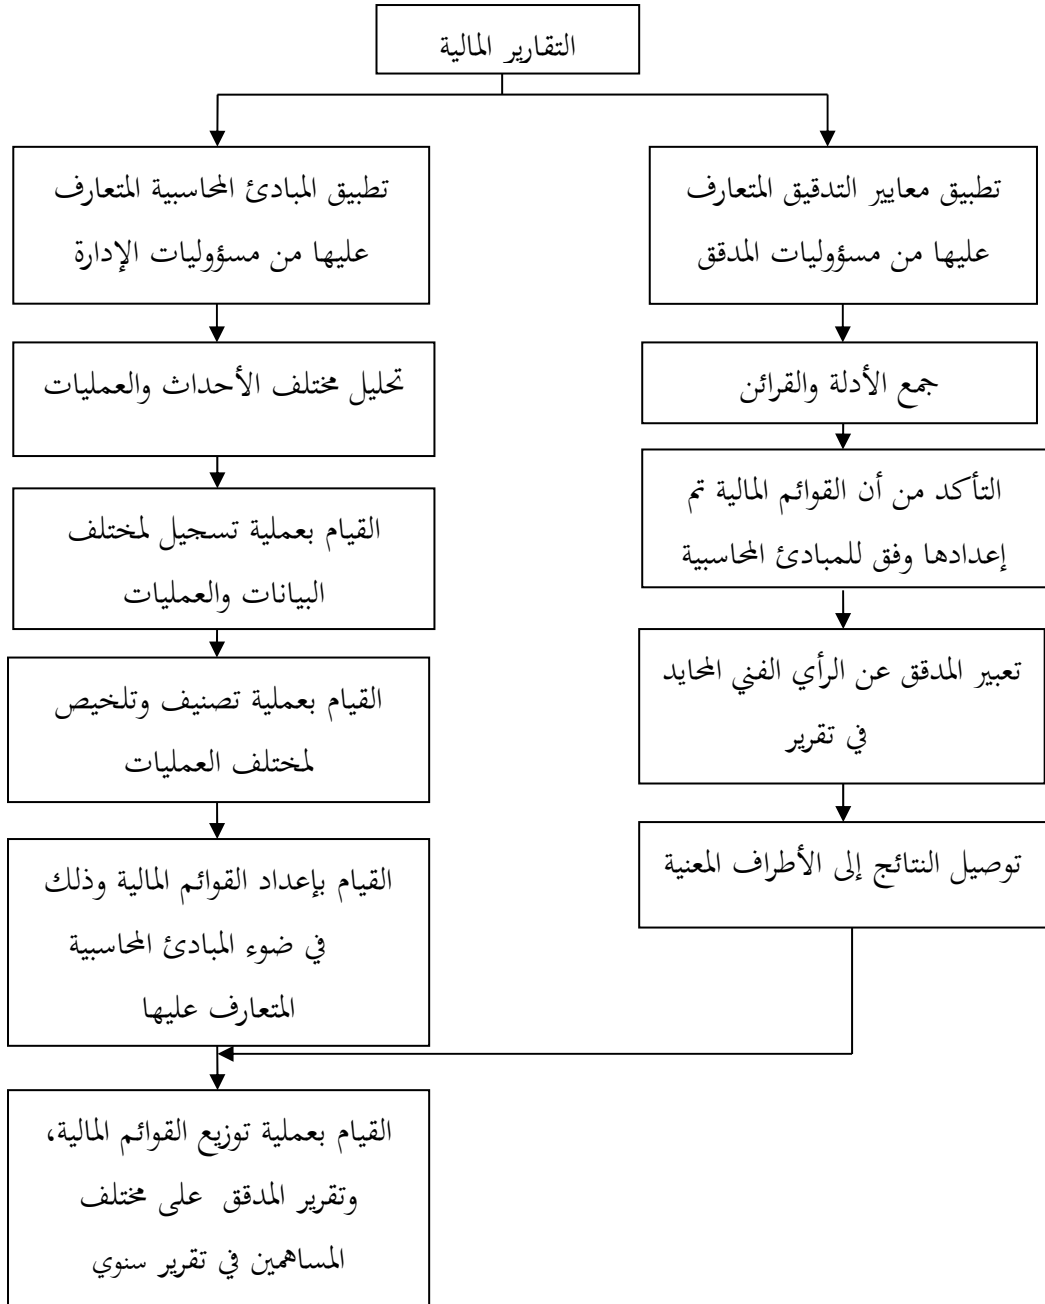 التقارير المالية
تطبيق معايير التدقيق المتعارف
عليها من مسؤوليات المدقق
جمع الأدلة والقرائن
التأكد من أن القوائم المالية تم
إعدادها وفق للمبادئ المحاسبية
تعبير المدقق عن الرأي الفني المحايد
في تقرير
توصيل النتائج إلى الأطراف المعنية
تطبيق المبادئ المحاسبية المتعارف
عليها من مسؤوليات الإدارة
تحليل مختلف الأحداث والعمليات
القيام بعملية تسجيل لمختلف
البيانات والعمليات
القيام بعملية تصنيف وتلخيص
لمختلف العمليات
القيام بإعداد القوائم المالية وذلك
في ضوء المبادئ المحاسبية
المتعارف عليها
القيام بعملية توزيع القوائم المالية،
وتقرير المدقق على مختلف
المساهمين في تقرير سنوي